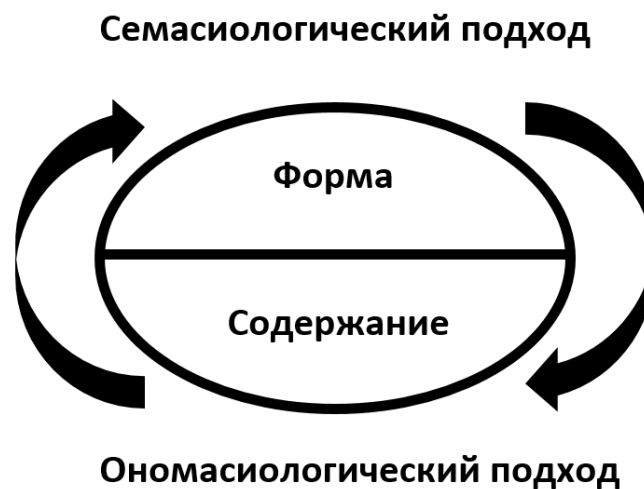 Семасиологический подход
Форма
Содержание
Ономасиологический подход